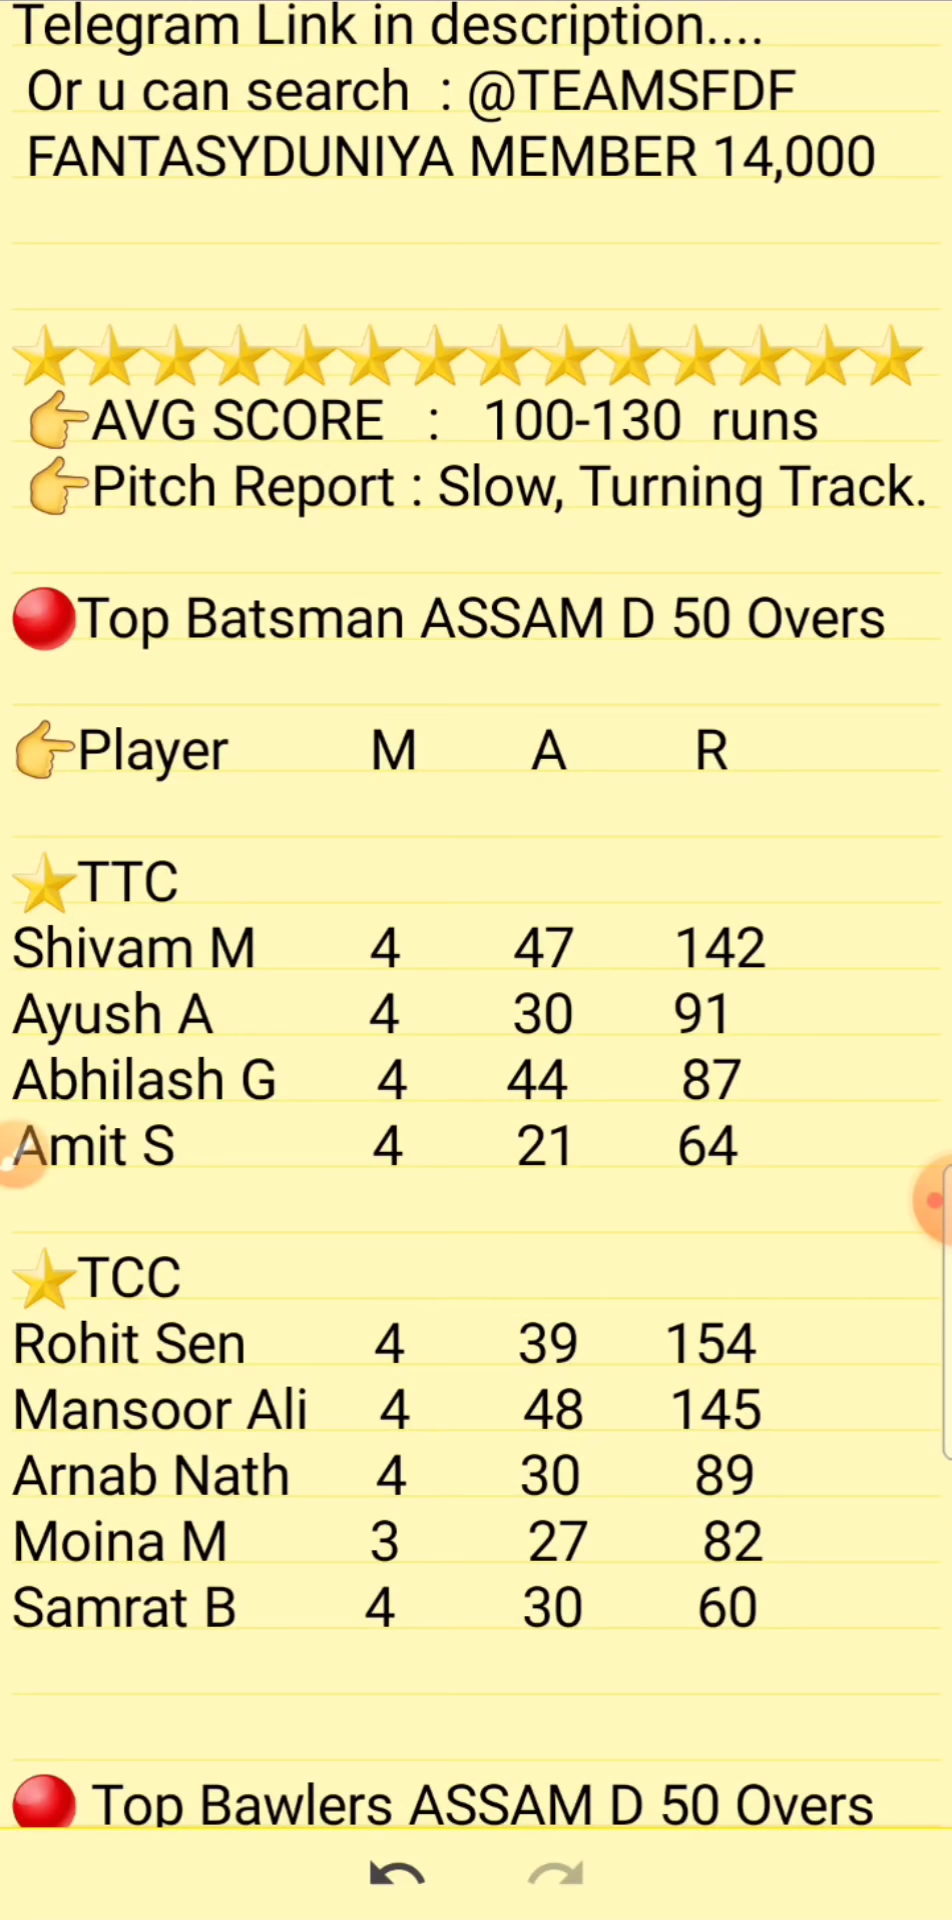 Telegram Link in description....
Or u can search : @TEAMSFDF
FANTASYDUNIYA MEMBER 14,000
AVG SCORE : 100-130 runs
Pitch Report : Slow, Turning Track.
Top Batsman ASSAM D 50 Overs
Player M A R
TTC
Shivam M 4 47 142
Ayush A 4 30 91
Abhilash G 4 44 87
Amit S 4 21 64
TCC
Rohit Sen 4 39 154
Mansoor Ali 4 48 145
Arnab Nath 4 30 89
Moina M 3 27 82
Samrat B 4 30 60
Top Bawlers ASSAM D 50 Overs